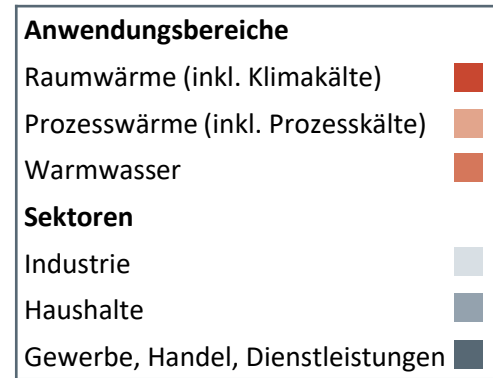 Anwendungsbereiche
Raumwärme (inkl. Klimakälte)
Prozesswärme (inkl. Prozesskälte)
Warmwasser
Sektoren
Industrie
Haushalte
Gewerbe, Handel, Dienstleistungen